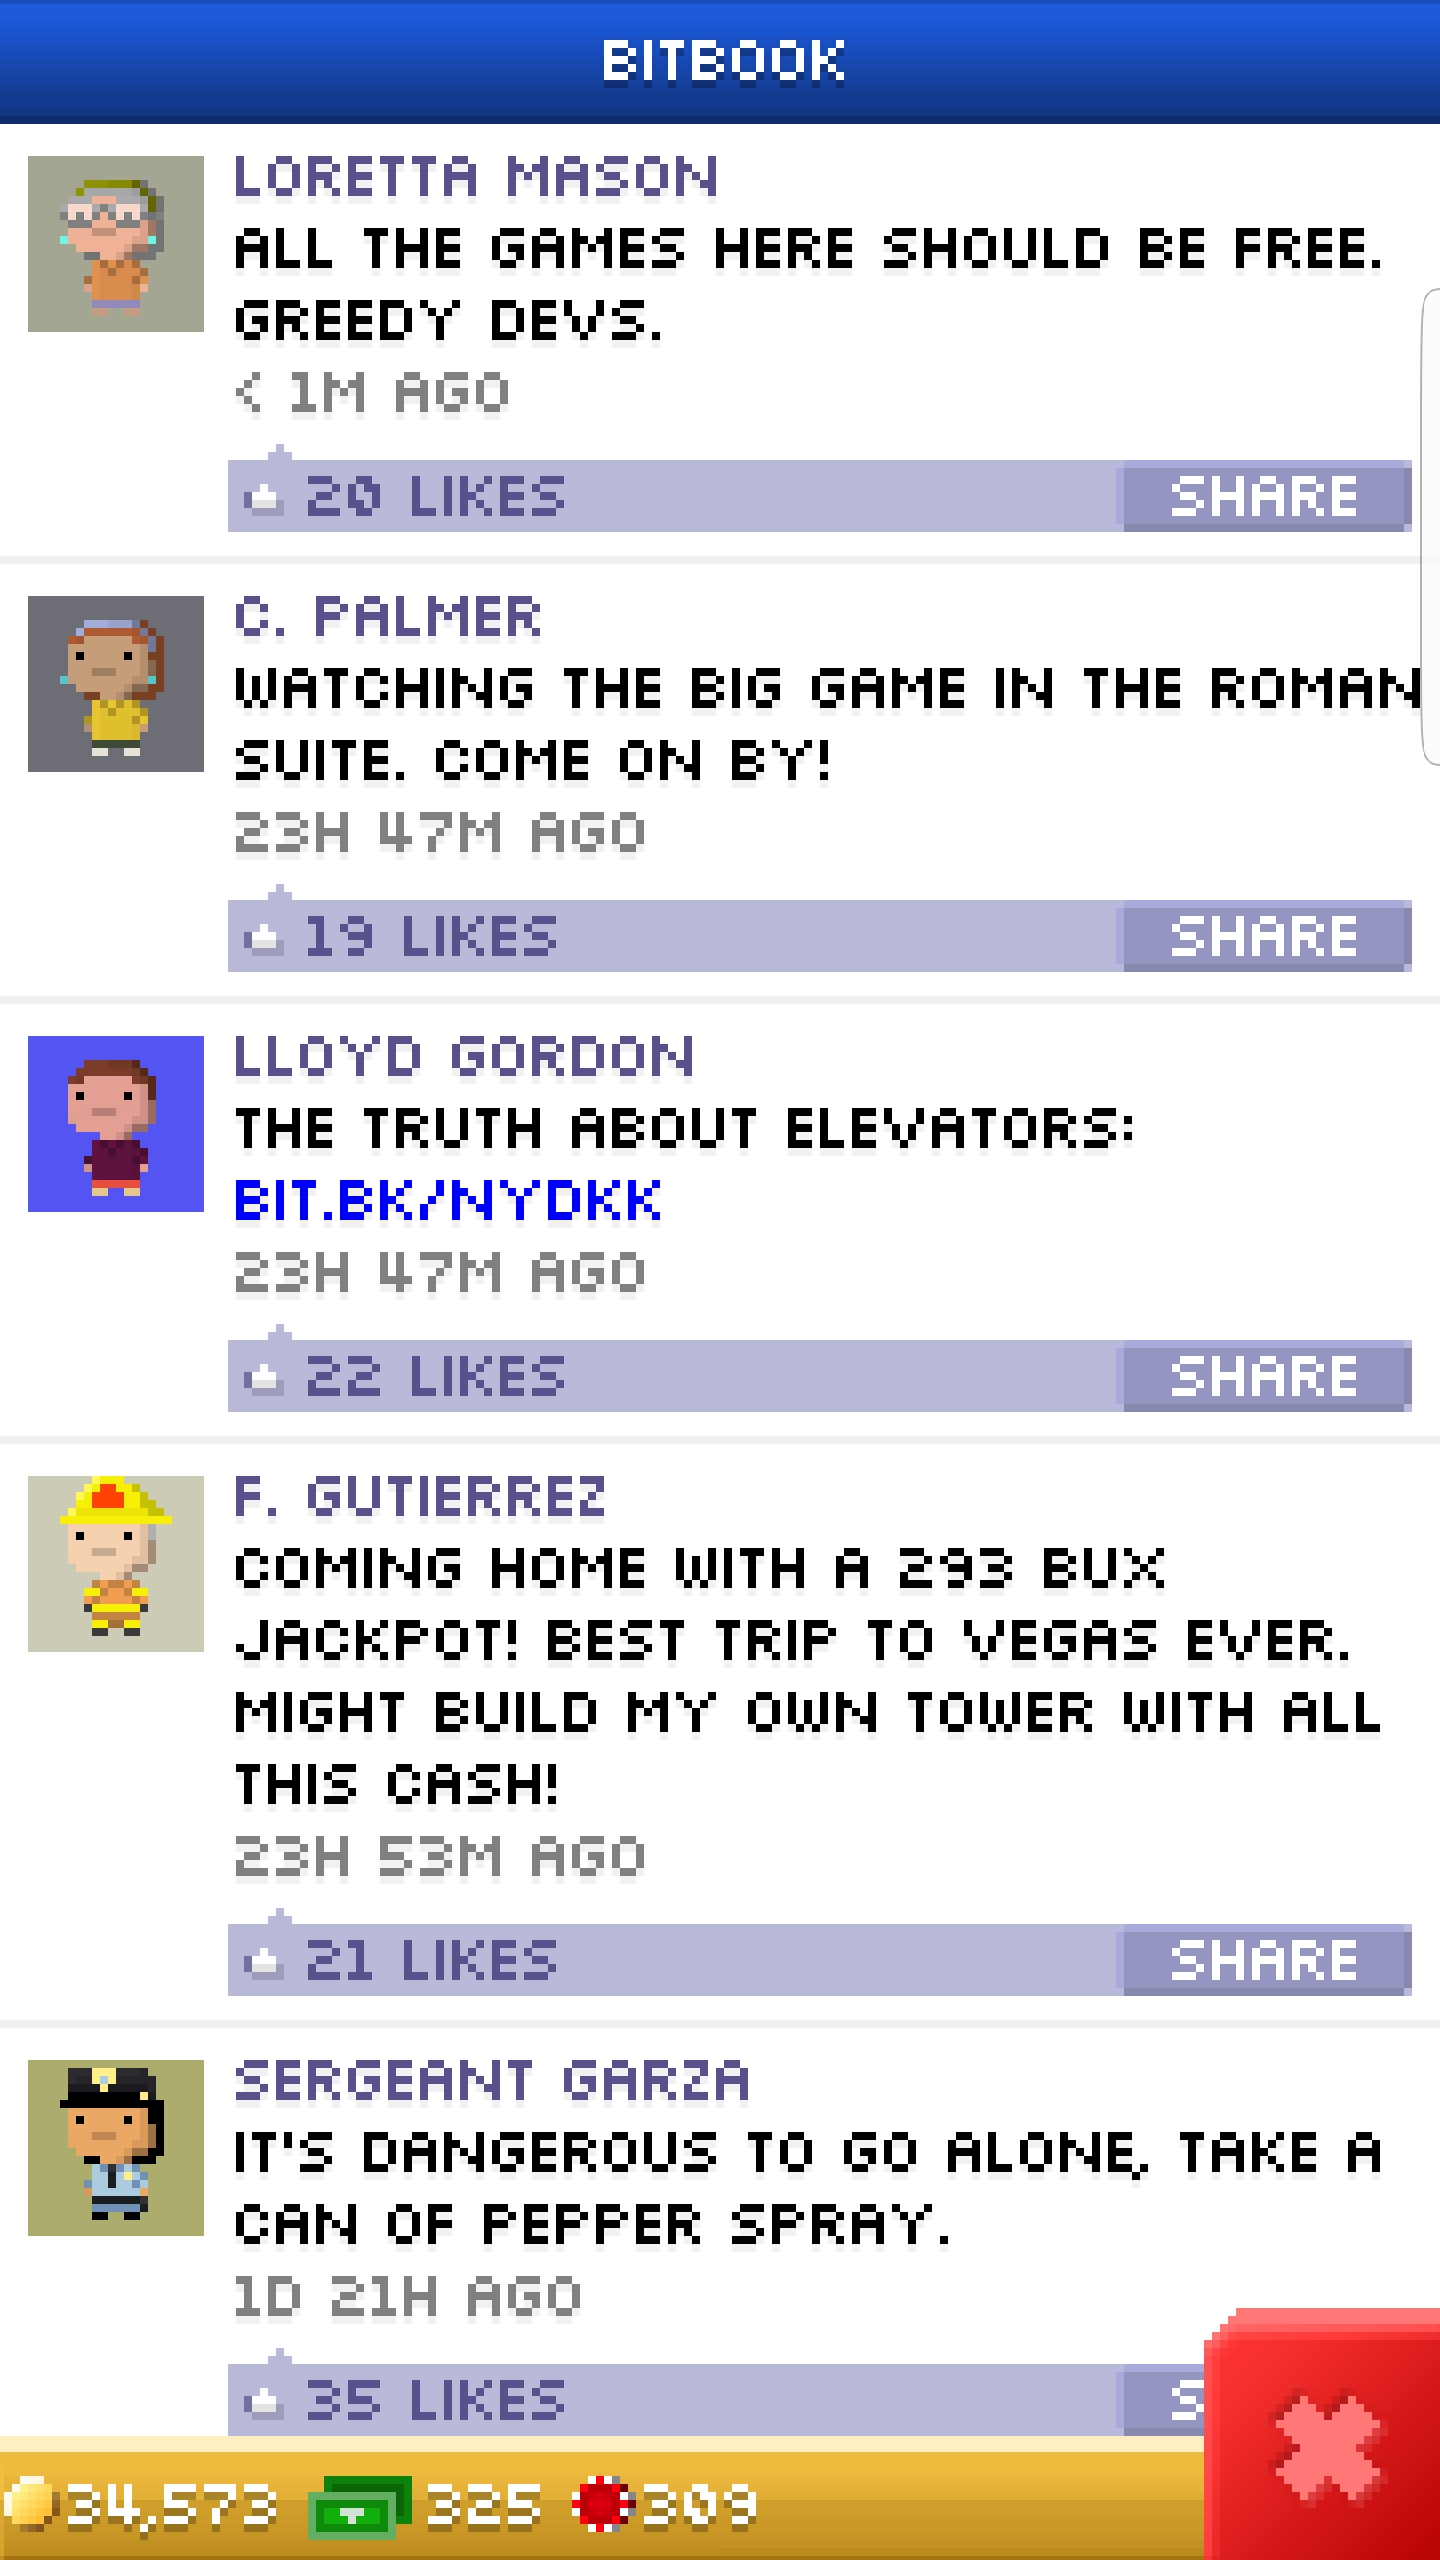 BITBOOK
LORETTA MASON
ALL THE GAMES HERE SHOULD BE FREE.
GREEDY DEVS.
< 1M AGO
20 LIKES SHARE
C. PALMER
WATCHING THE BIG GAME IN THE ROMAN
SUITE. COME ON BY!
23H 47M AGO
19 LIKES SHARE
LLOYD GORDON
THE TRUTH ABOUT ELEVATORS:
BIT.BK/NYDKK
23H 47M AGO
22 LIKES SHARE
F. GUTIERREZ
COMING HOME WITH A 293 BUX
JACKPOT! BEST TRIP TO VEGAS EVER.
MIGHT BUILD MY OWN TOWER WITH ALL
THIS CASH!
23H 53M AGO
21 LIKES SHARE
SERGEANT GARZA
IT'S DANGEROUS TO GO ALONE, TAKE A
CAN OF PEPPER SPRAY.
1D 21H AGO
35 LIKES S
34,573 325 309